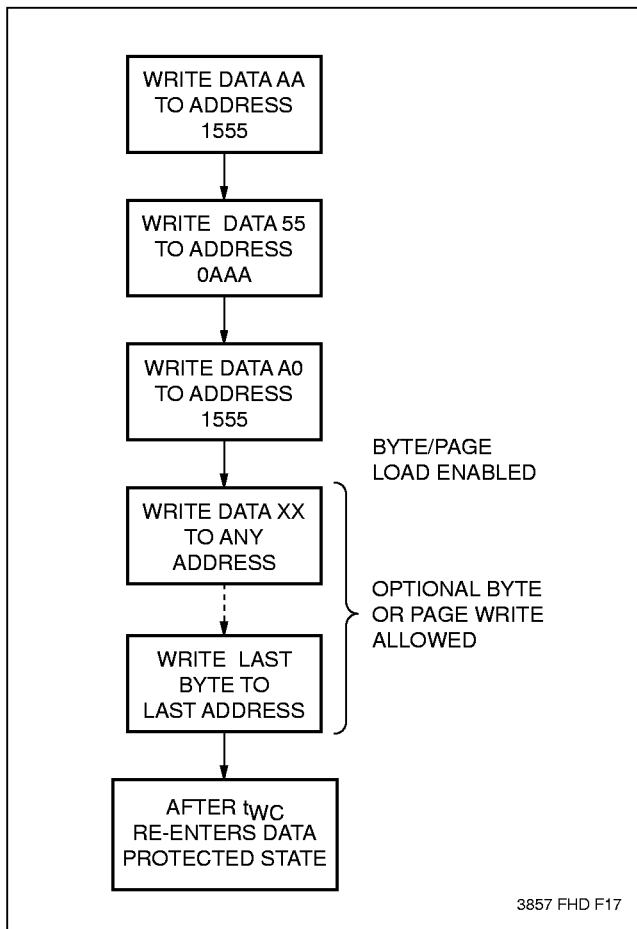 WRITE DATA AA
TO ADDRESS
1555
WRITE DATA 55
TO ADDRESS
0AAA
WRITE DATA A0
TO ADDRESS
1555
BYTE/PAGE
LOAD ENABLED
WRITE DATA XX
TO ANY
ADDRESS
OPTIONAL BYTE
OR PAGE WRITE
ALLOWED
WRITE LAST
BYTE TO
LAST ADDRESS
AFTER tWC
RE-ENTERS DATA
PROTECTED STATE
3857 FHD F17